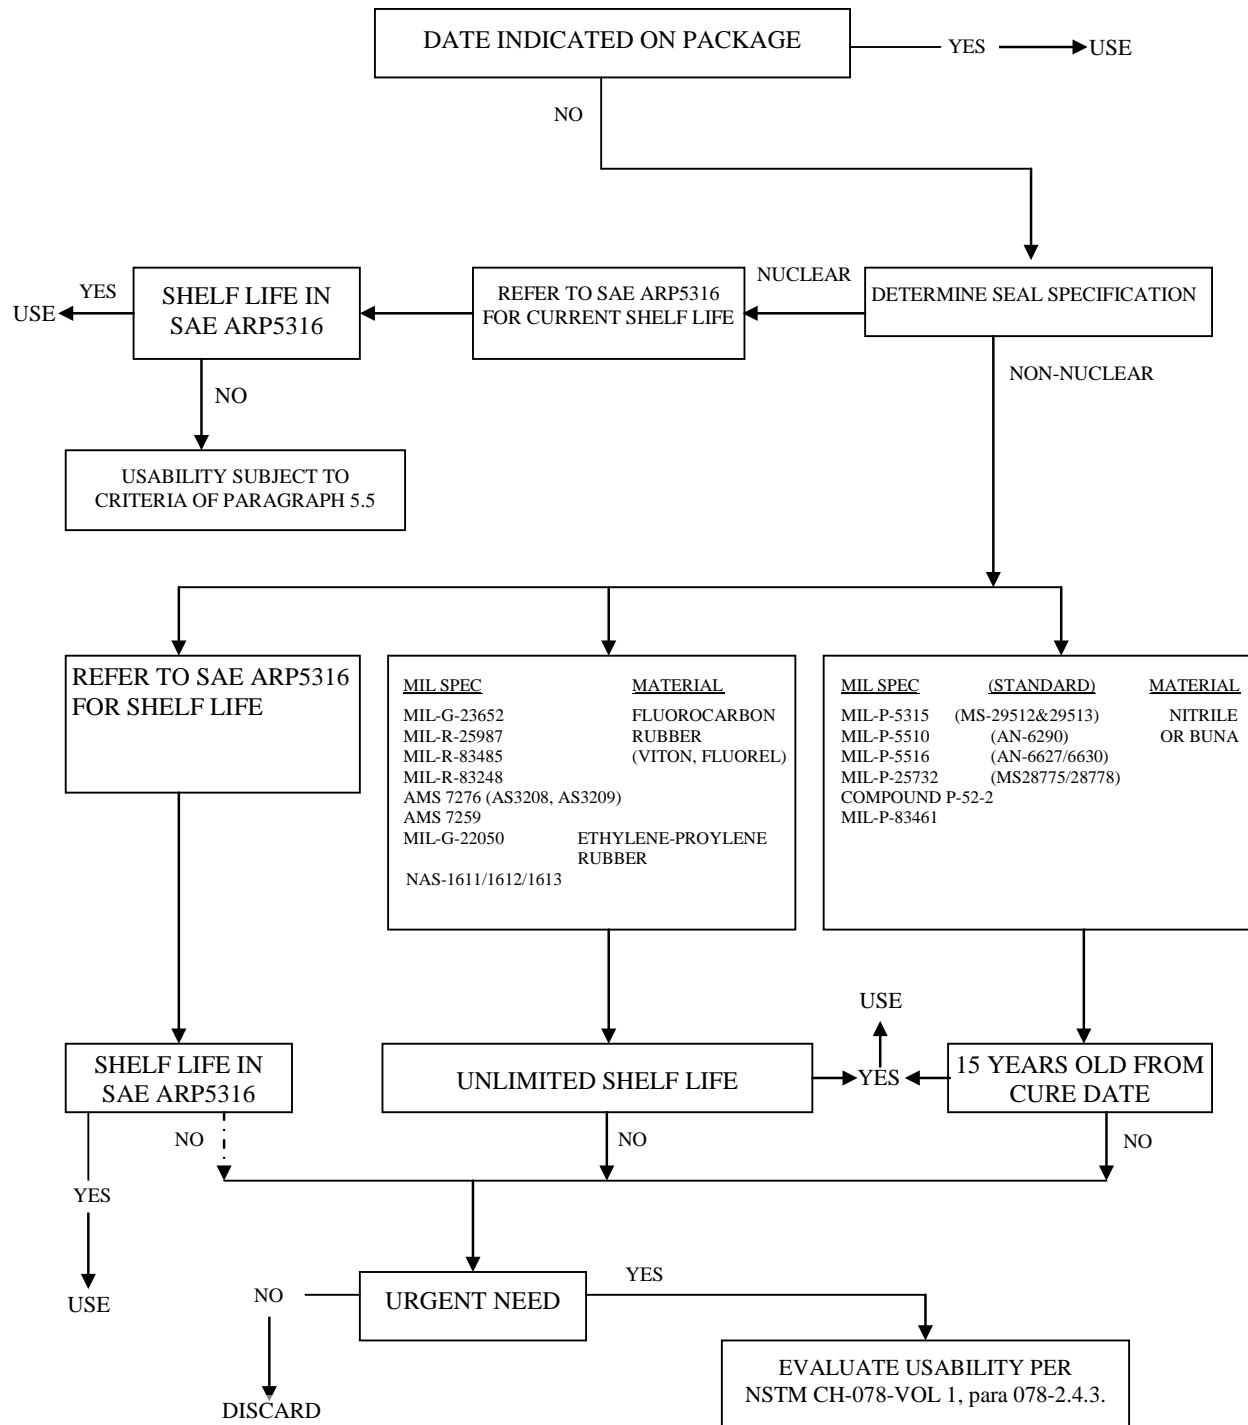 DATE INDICATED ON PACKAGE
YES
USE
NO
NUCLEAR
DETERMINE SEAL SPECIFICATION
REFER TO SAE ARP5316
FOR CURRENT SHELF LIFE
SHELF LIFE IN
SAE ARP5316
YES
USE
NO
NON-NUCLEAR
USABILITY SUBJECT TO
CRITERIA OF PARAGRAPH 5.5
REFER TO SAE ARP5316
FOR SHELF LIFE
MIL SPEC MATERIAL
MIL-G-23652 FLUOROCARBON
MIL-R-25987 RUBBER
MIL-R-83485 (VITON, FLUOREL)
MIL-R-83248
AMS 7276 (AS3208, AS3209)
AMS 7259
MIL-G-22050 ETHYLENE-PROYLENE
RUBBER
NAS-1611/1612/1613
MIL SPEC (STANDARD) MATERIAL
MIL-P-5315 (MS-29512&29513) NITRILE
MIL-P-5510 (AN-6290) OR BUNA
MIL-P-5516 (AN-6627/6630)
MIL-P-25732 (MS28775/28778)
COMPOUND P-52-2
MIL-P-83461
SHELF LIFE IN
SAE ARP5316
UNLIMITED SHELF LIFE
USE
YES
15 YEARS OLD FROM
CURE DATE
NO
NO
NO
YES
USE
URGENT NEED
NO
YES
DISCARD
EVALUATE USABILITY PER
NSTM CH-078-VOL 1, para 078-2.4.3.